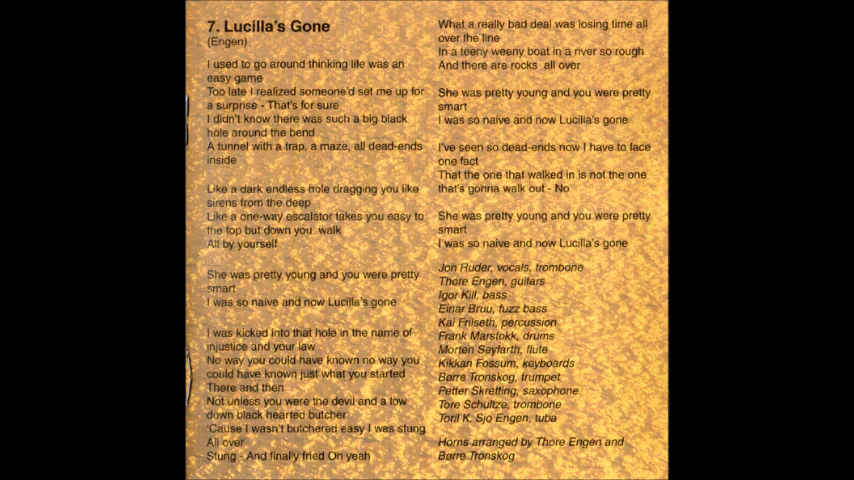 7. Lucilla's Gone
(Engen)
I used to go around thinking life was an
easy game
Too late I realized someone'd set me up for
a surprise - That's for sure
I didn't know there was such a big black
hole around the bend
A tunnel with a trap, a maze, all dead-ends
inside
Like a dark endless hole dragging you like
sirens from the deep
Like a one-way escalator takes you easy to
the top but down you walk
All by yourself
She was pretty young and you were pretty
smart
I was so naive and now Lucilla's gone
I was kicked into that hole in the name of
injustice and your law
No way you could have known no way you
could have known just what you started
There and then
Not unless you were the devil and a low
down black hearted butcher
'Cause I wasn't butchered easy I was stung
All over
Stung - And finally fried Oh yeah
What a really bad deal was losing time all
over the line
In a teeny weeny boat in a river so rough
And there are rocks all over
She was pretty young and you were pretty
smart
I was so naive and now Lucilla's gone
I've seen so dead-ends now I have to face
one fact
That the one that walked in is not the one
that's gonna walk out - No
She was pretty young and you were pretty
smart
I was so naive and now Lucilla's gone
Jon Ruder, vocals, trombone
Thore Engen, guitars
Igor Kill, bass
Einar Bruu, fuzz bass
Kai Frilseth, percussion
Frank Marstokk, drums
Morten Seyfarth, flute
Kikkan Fossum, keyboards
Børre Tronskog, trumpet
Petter Skretting, saxophone
Tore Schultze, trombone
Toril K. Sjo Engen, tuba
Horns arranged by Thore Engen and
Børre Tronskog